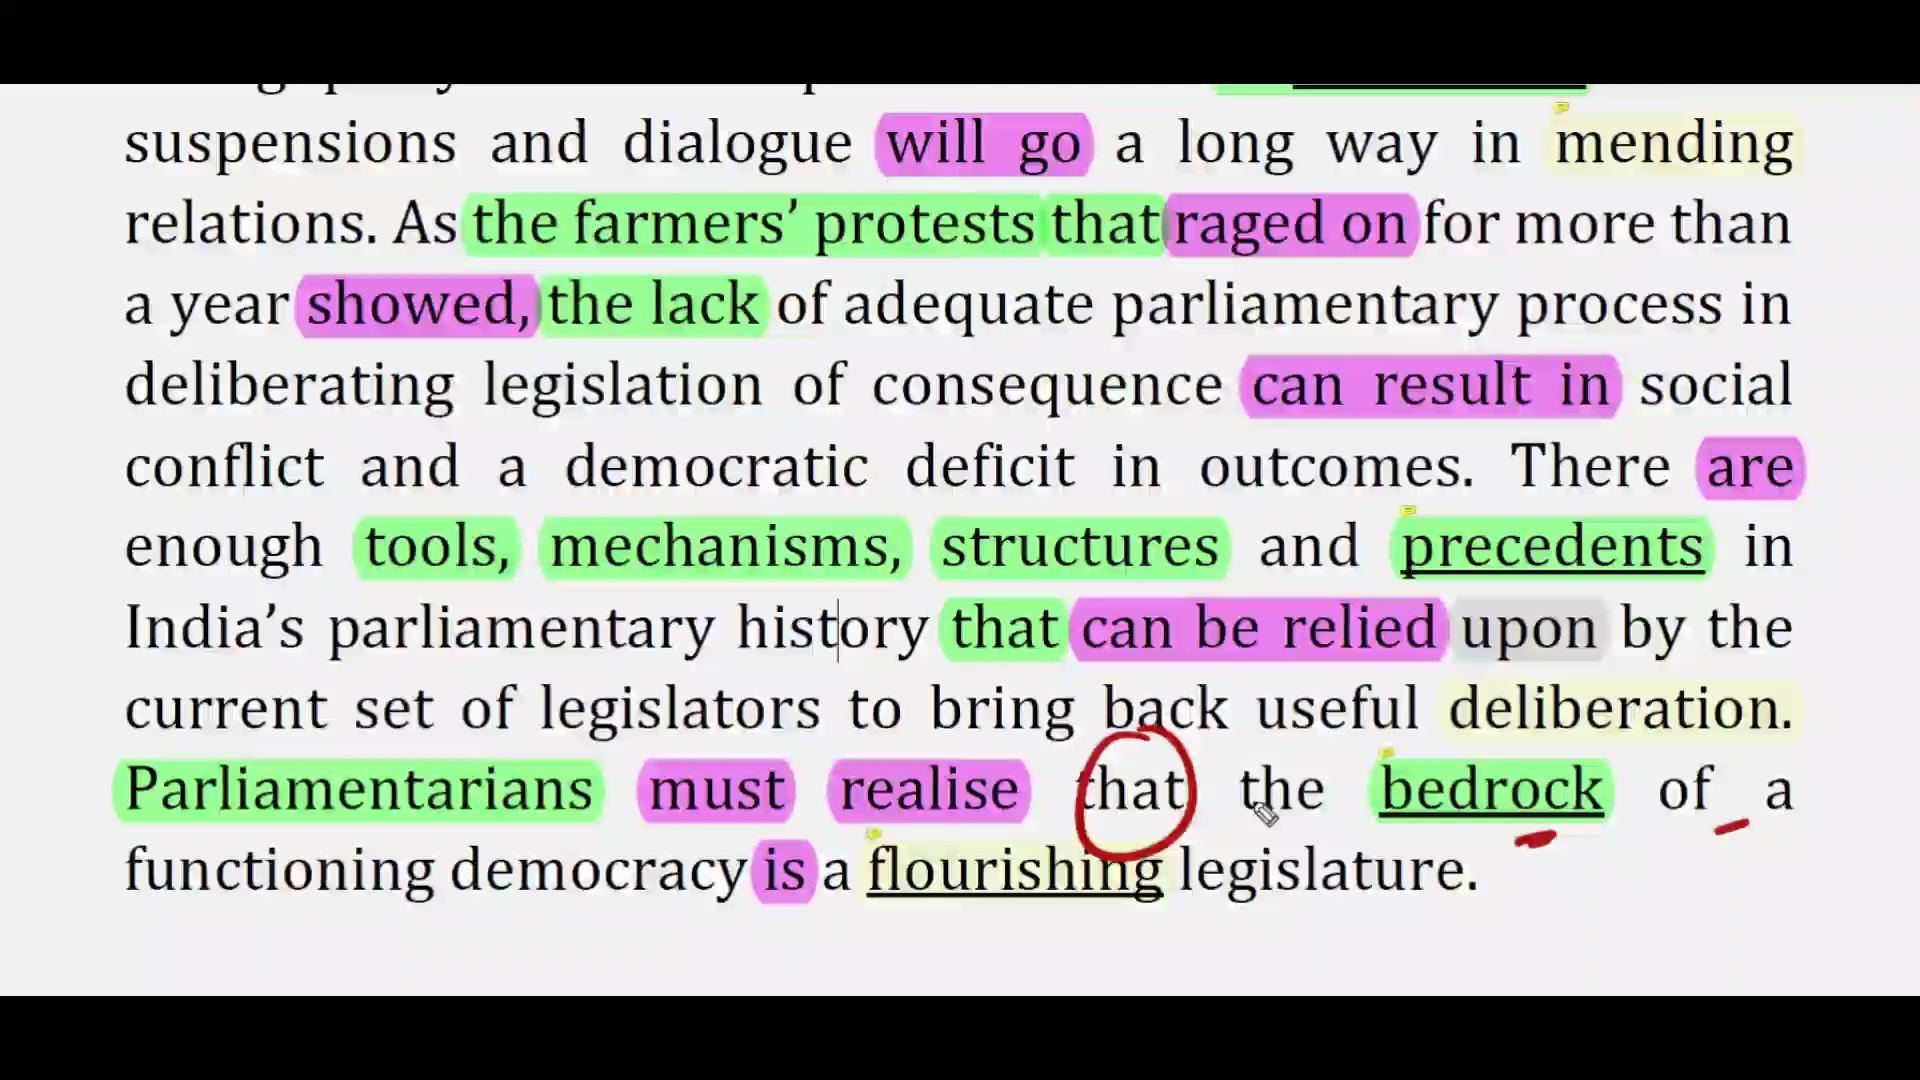 suspensions and dialogue will go a long way in mending
relations. As the farmers’ protests that raged on for more than
a year showed, the lack of adequate parliamentary process in
deliberating legislation of consequence can result in social
conflict and a democratic deficit in outcomes. There are
enough tools, mechanisms, structures and precedents in
India’s parliamentary history that can be relied upon by the
current set of legislators to bring back useful deliberation.
Parliamentarians must realise that the bedrock of a
functioning democracy is a flourishing legislature.